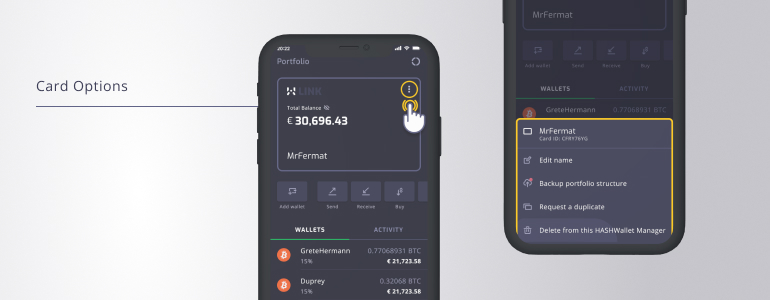 Card Options
20:22
Portfolio
LINK
Total Balance
€ 30,696.43
MrFermat
Add wallet
Send
Receive
Buy
WALLETS
ACTIVITY
GreteHermann
0.77068931 BTC
15%
€ 21,723.58
Duprey
0.32068 BTC
15%
€ 21,723.58
MrFermat
Add wallet
Send
Receive
Buy
WALLETS
ACTIVITY
GreteHermann
0.77068931 BTC
MrFermat
Card ID: CFRY76YG
Edit name
Backup portfolio structure
Request a duplicate
Delete from this HASHWallet Manager